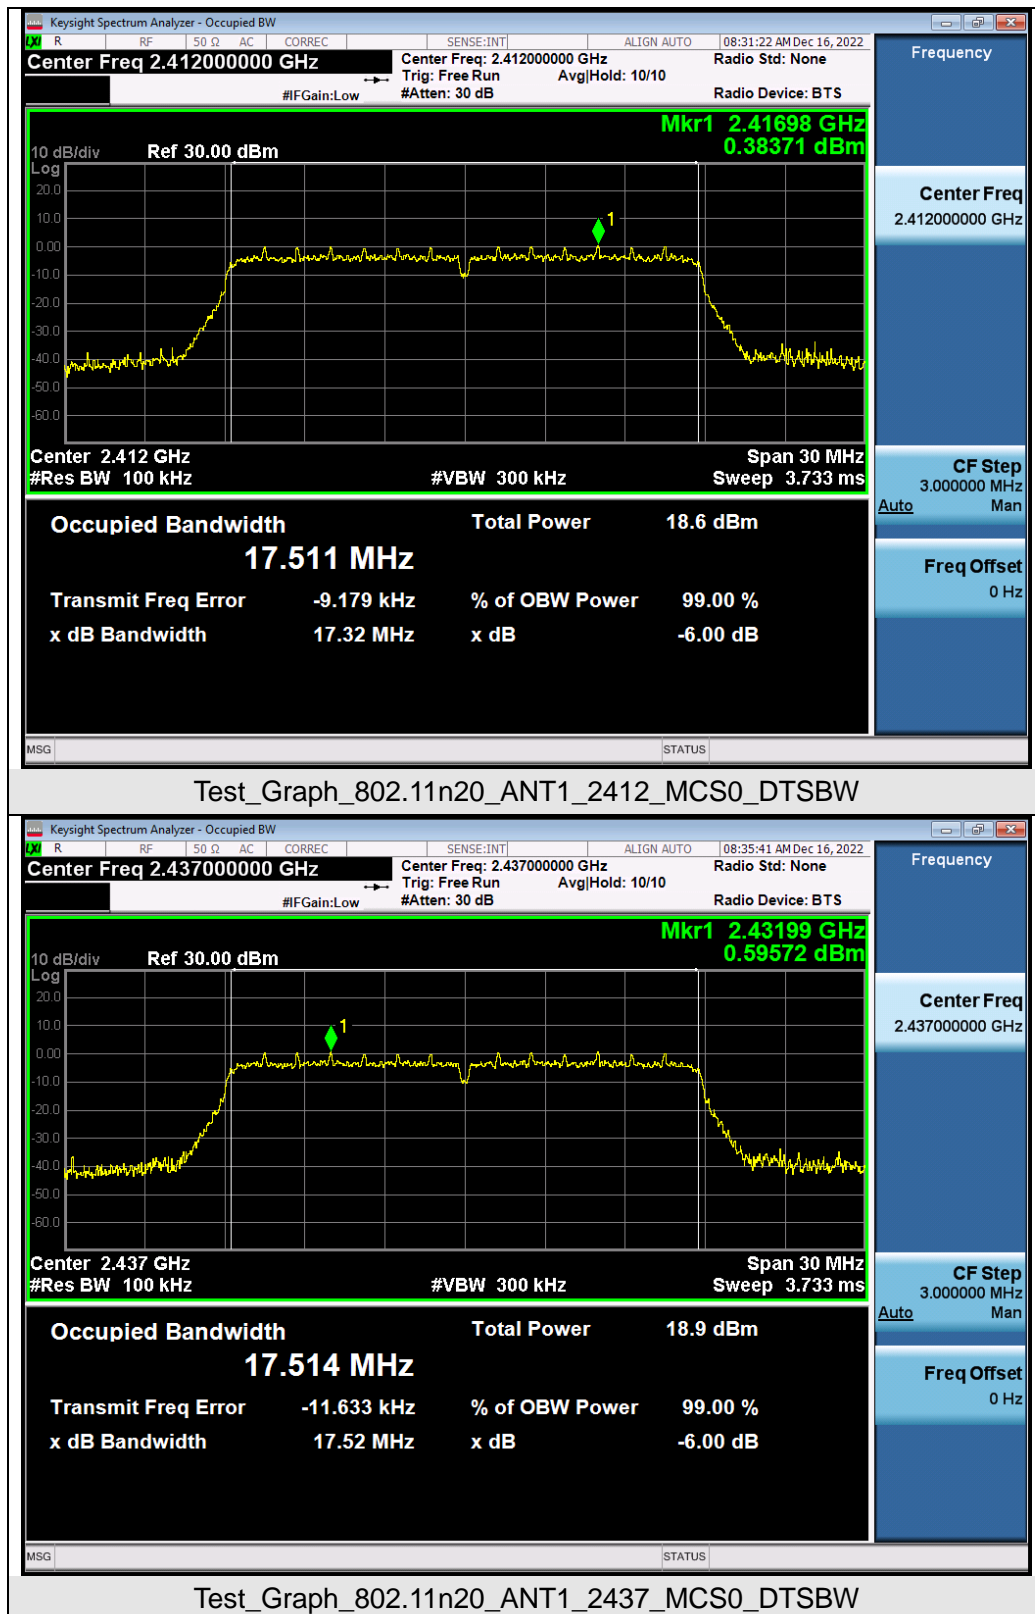 Keysight Spectrum Analyzer - Occupied BW
LXI R RF 50 Ω AC CORREC SENSE:INT ALIGN AUTO 08:31:22 AM Dec 16, 2022
Center Freq 2.412000000 GHz Center Freq: 2.412000000 GHz Radio Std: None Frequency
Trig: Free Run Avg|Hold: 10/10
#IFGain:Low #Atten: 30 dB Radio Device: BTS
Mkr1 2.41698 GHz
10 dB/div Ref 30.00 dBm 0.38371 dBm
Log
20.0
10.0
0.00
-10.0
-20.0
-30.0
-40.0
-50.0
-60.0
1
Center Freq
2.412000000 GHz
Center 2.412 GHz Span 30 MHz
#Res BW 100 kHz #VBW 300 kHz Sweep 3.733 ms
CF Step
3.000000 MHz
Auto Man
Occupied Bandwidth Total Power 18.6 dBm
17.511 MHz
Freq Offset
0 Hz
Transmit Freq Error -9.179 kHz % of OBW Power 99.00 %
x dB Bandwidth 17.32 MHz x dB -6.00 dB
MSG STATUS
Test_Graph_802.11n20_ANT1_2412_MCS0_DTSBW
Keysight Spectrum Analyzer - Occupied BW
LXI R RF 50 Ω AC CORREC SENSE:INT ALIGN AUTO 08:35:41 AM Dec 16, 2022
Center Freq 2.437000000 GHz Center Freq: 2.437000000 GHz Radio Std: None Frequency
Trig: Free Run Avg|Hold: 10/10
#IFGain:Low #Atten: 30 dB Radio Device: BTS
Mkr1 2.43199 GHz
10 dB/div Ref 30.00 dBm 0.59572 dBm
Log
20.0
10.0
0.00
-10.0
-20.0
-30.0
-40.0
-50.0
-60.0
1
Center Freq
2.437000000 GHz
Center 2.437 GHz Span 30 MHz
#Res BW 100 kHz #VBW 300 kHz Sweep 3.733 ms
CF Step
3.000000 MHz
Auto Man
Occupied Bandwidth Total Power 18.9 dBm
17.514 MHz
Freq Offset
0 Hz
Transmit Freq Error -11.633 kHz % of OBW Power 99.00 %
x dB Bandwidth 17.52 MHz x dB -6.00 dB
MSG STATUS
Test_Graph_802.11n20_ANT1_2437_MCS0_DTSBW